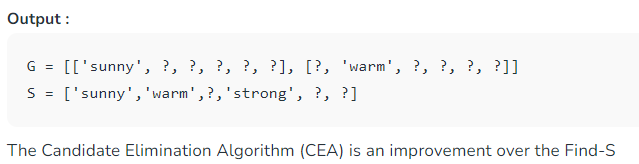 Output :
G = [['sunny', ?, ?, ?, ?, ?], [?, 'warm', ?, ?, ?, ?]]
S = ['sunny','warm',?,'strong', ?, ?]
The Candidate Elimination Algorithm (CEA) is an improvement over the Find-S